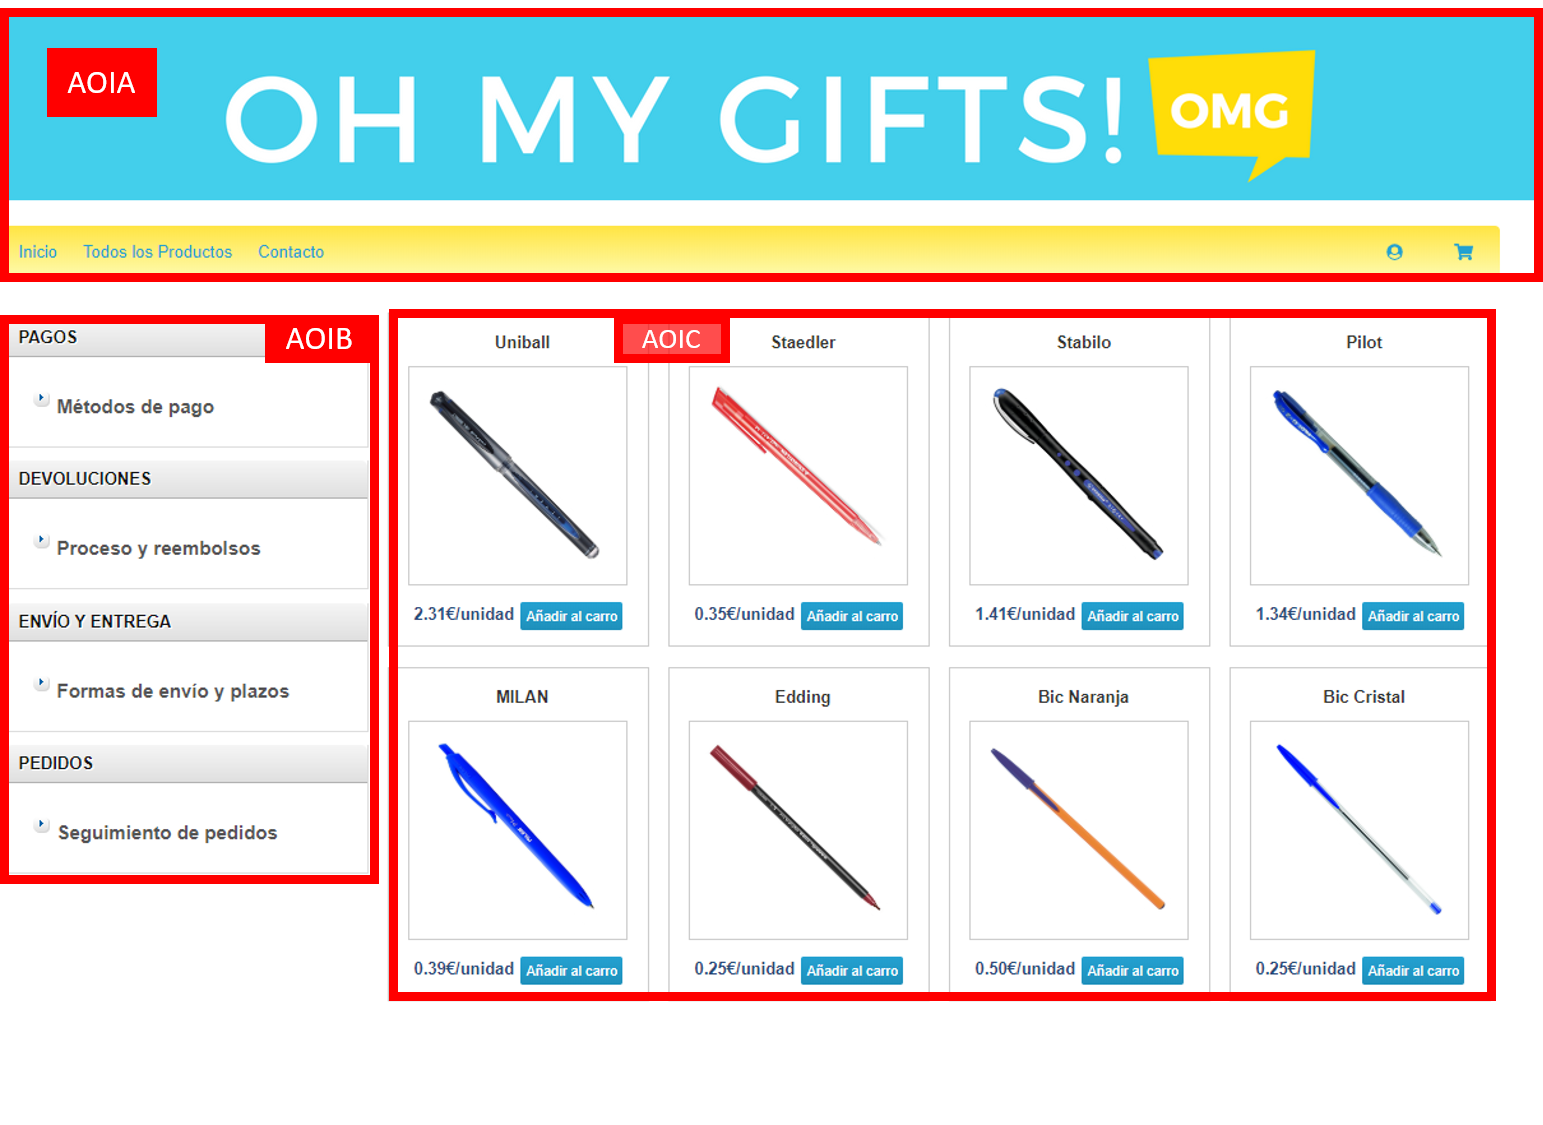 AOIA
OH MY GIFTS!
OMG
Inicio Todos los Productos Contacto
AOIB
PAGOS
Métodos de pago
DEVOLUCIONES
Proceso y reembolsos
ENVÍO Y ENTREGA
Formas de envío y plazos
PEDIDOS
Seguimiento de pedidos
AOIC
Uniball Staedler Stabilo Pilot
2.31€/unidad Añadir al carro 0.35€/unidad Añadir al carro 1.41€/unidad Añadir al carro 1.34€/unidad Añadir al carro
MILAN Edding Bic Naranja Bic Cristal
0.39€/unidad Añadir al carro 0.25€/unidad Añadir al carro 0.50€/unidad Añadir al carro 0.25€/unidad Añadir al carro